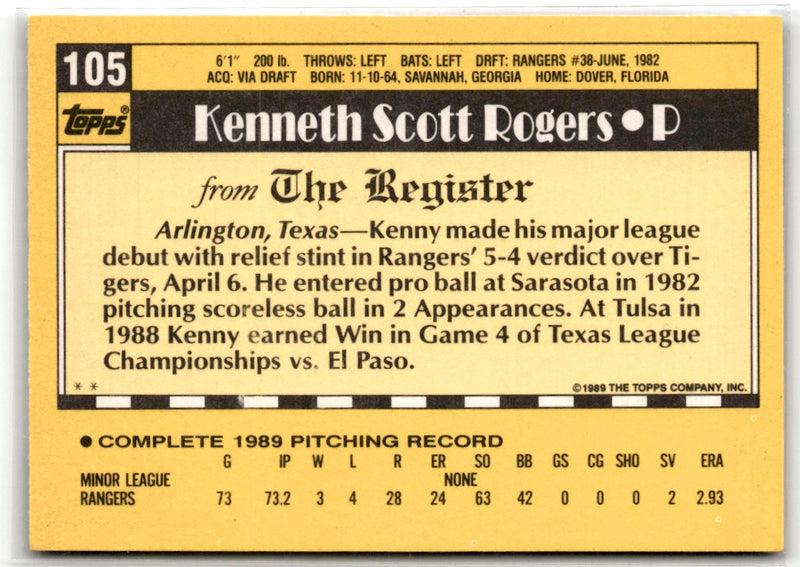 105
6'1" 200 lb. THROWS: LEFT BATS: LEFT DRFT: RANGERS #38-JUNE, 1982
ACQ: VIA DRAFT BORN: 11-10-64, SAVANNAH, GEORGIA HOME: DOVER, FLORIDA
Topps®
Kenneth Scott Rogers • P
from The Register
Arlington, Texas—Kenny made his major league
debut with relief stint in Rangers' 5-4 verdict over Ti-
gers, April 6. He entered pro ball at Sarasota in 1982
pitching scoreless ball in 2 Appearances. At Tulsa in
1988 Kenny earned Win in Game 4 of Texas League
Championships vs. El Paso.
* * ©1989 THE TOPPS COMPANY, INC.
● COMPLETE 1989 PITCHING RECORD
G IP W L R ER SO BB GS CG SHO SV ERA
MINOR LEAGUE NONE
RANGERS 73 73.2 3 4 28 24 63 42 0 0 0 2 2.93